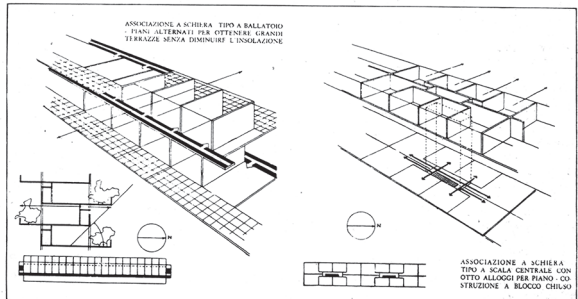 ASSOCIAZIONE A SCHIERA TIPO A BALLATOIO
- PIANI ALTERNATI PER OTTENERE GRANDI
TERRAZZE SENZA DIMINUIRE L'INSOLAZIONE
N
N
ASSOCIAZIONE A SCHIERA
TIPO A SCALA CENTRALE CON
OTTO ALLOGGI PER PIANO - CO-
STRUZIONE A BLOCCO CHIUSO